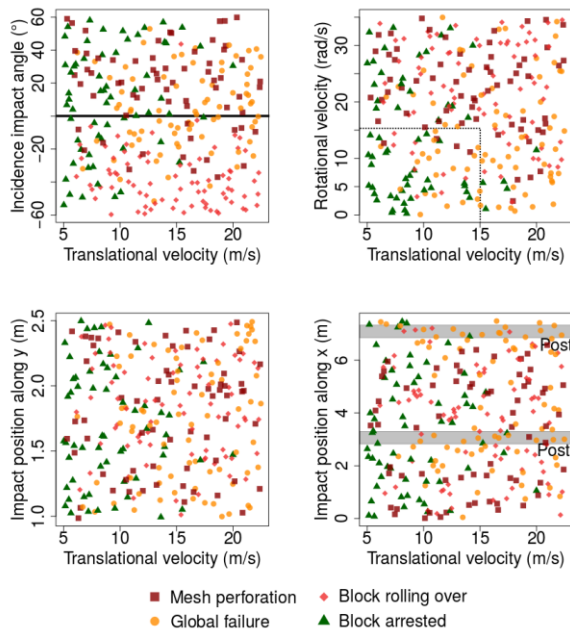 Incidence impact angle (°)
60
40
20
0
−20
−60
5
10
15
20
Translational velocity (m/s)
Rotational velocity (rad/s)
35
30
25
20
15
10
5
0
5
10
15
20
Translational velocity (m/s)
Impact position along y (m)
2.5
2.0
1.5
1.0
5
10
15
20
Translational velocity (m/s)
Impact position along x (m)
6
4
2
0
Post
Post
5
10
15
20
Translational velocity (m/s)
Mesh perforation
Block rolling over
Global failure
Block arrested